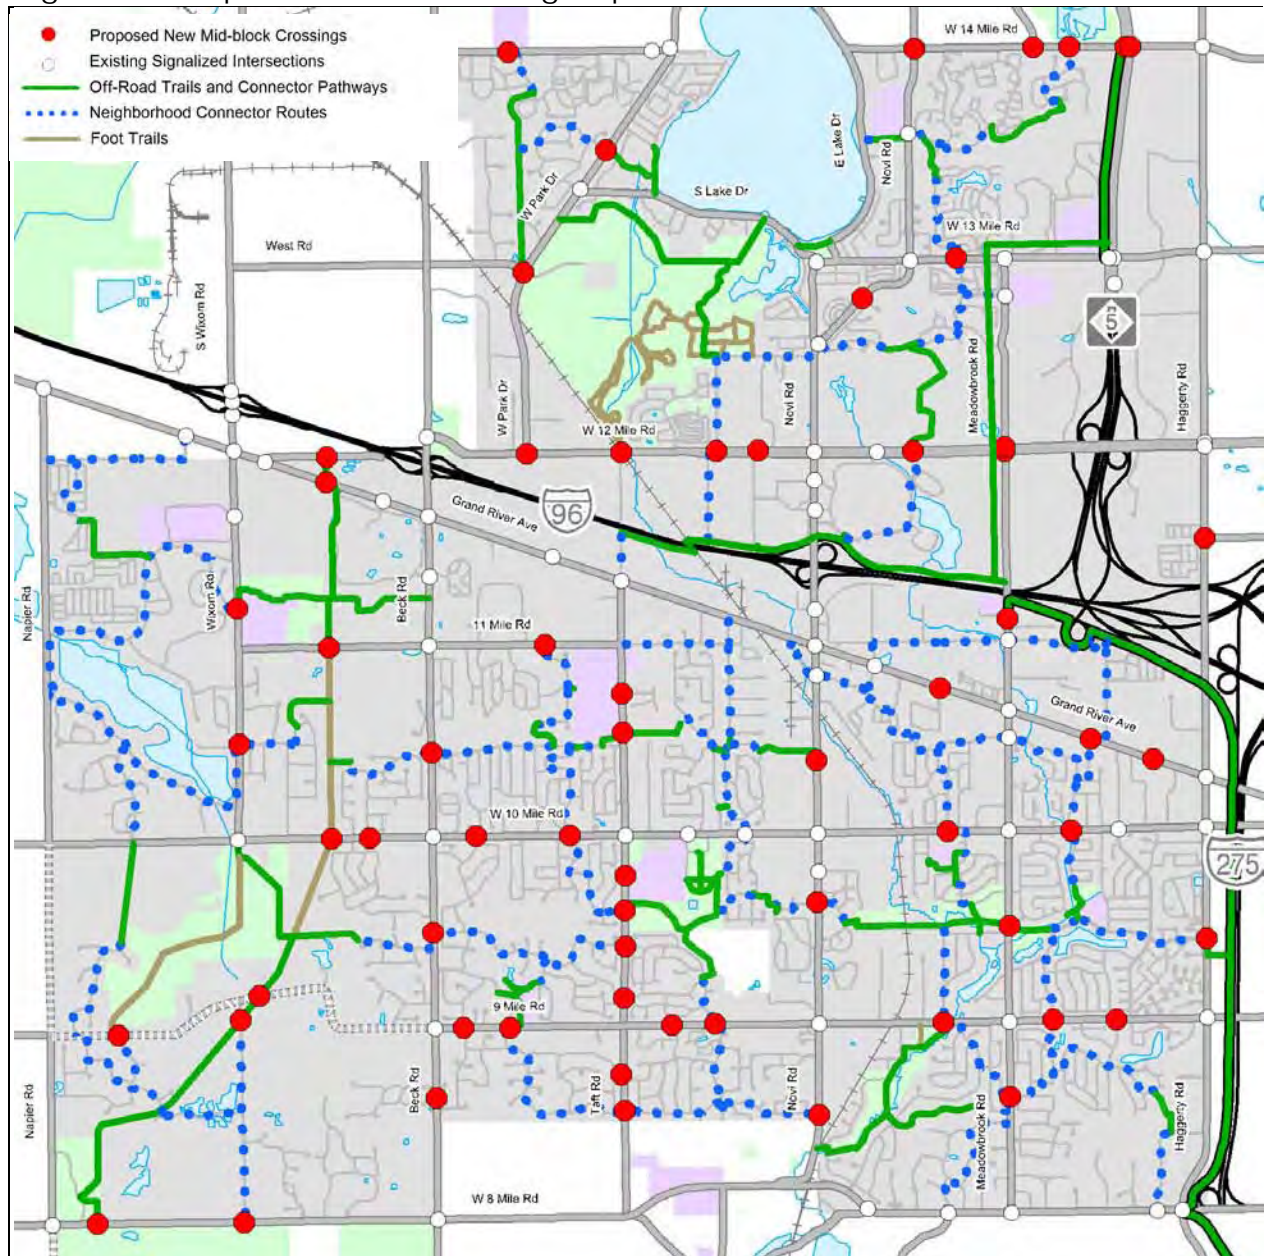 Proposed New Mid-block Crossings
Existing Signalized Intersections
Off-Road Trails and Connector Pathways
Neighborhood Connector Routes
Foot Trails
W 14 Mile Rd
E Lake Dr
Novi Rd
W Park Dr
S Lake Dr
W 13 Mile Rd
West Rd
S Wixom Rd
5
Meadowbrook Rd
Haggerty Rd
W Park Dr
Novi Rd
W 12 Mile Rd
Grand River Ave
96
Napier Rd
Wixom Rd
Beck Rd
11 Mile Rd
Grand River Ave
W 10 Mile Rd
275
9 Mile Rd
Napier Rd
Beck Rd
Taft Rd
Novi Rd
Meadowbrook Rd
Haggerty Rd
W 8 Mile Rd